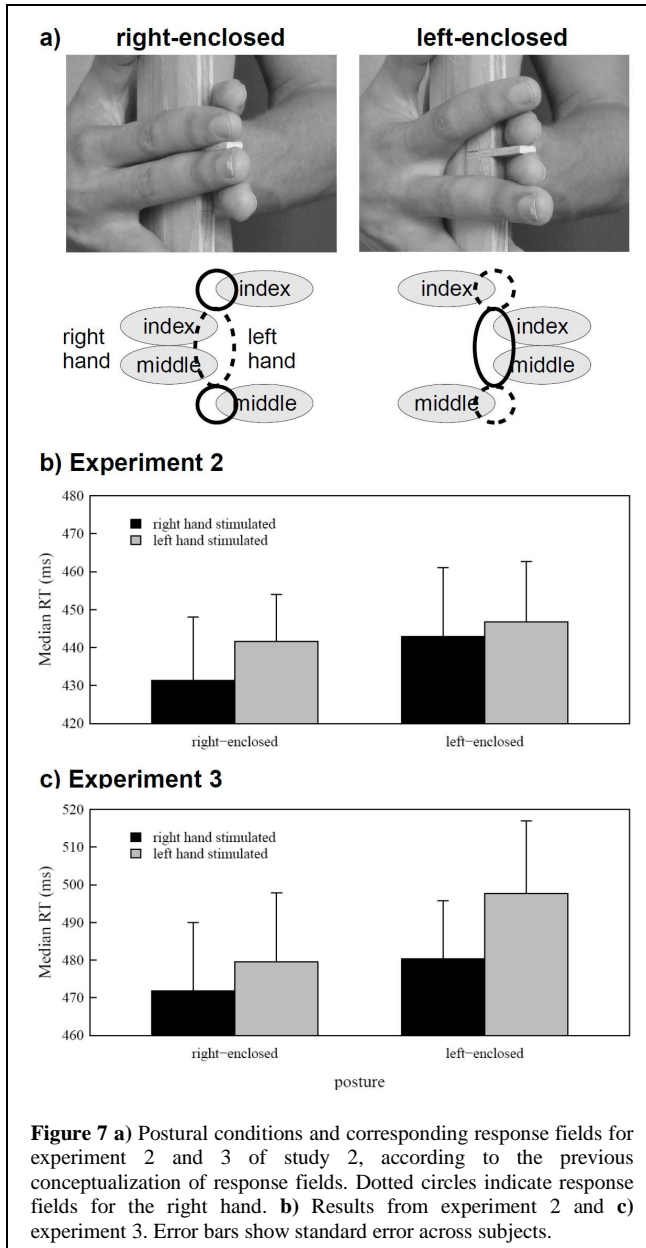 a) right-enclosed left-enclosed
index index
right hand index left hand index
middle middle
middle middle
b) Experiment 2
480
470
460
450
440
430
420
Median RT (ms)
right hand stimulated
left hand stimulated
right−enclosed left−enclosed
c) Experiment 3
520
510
500
490
480
470
460
Median RT (ms)
right hand stimulated
left hand stimulated
right−enclosed left−enclosed
posture
Figure 7 a) Postural conditions and corresponding response fields for
experiment 2 and 3 of study 2, according to the previous
conceptualization of response fields. Dotted circles indicate response
fields for the right hand. b) Results from experiment 2 and c)
experiment 3. Error bars show standard error across subjects.